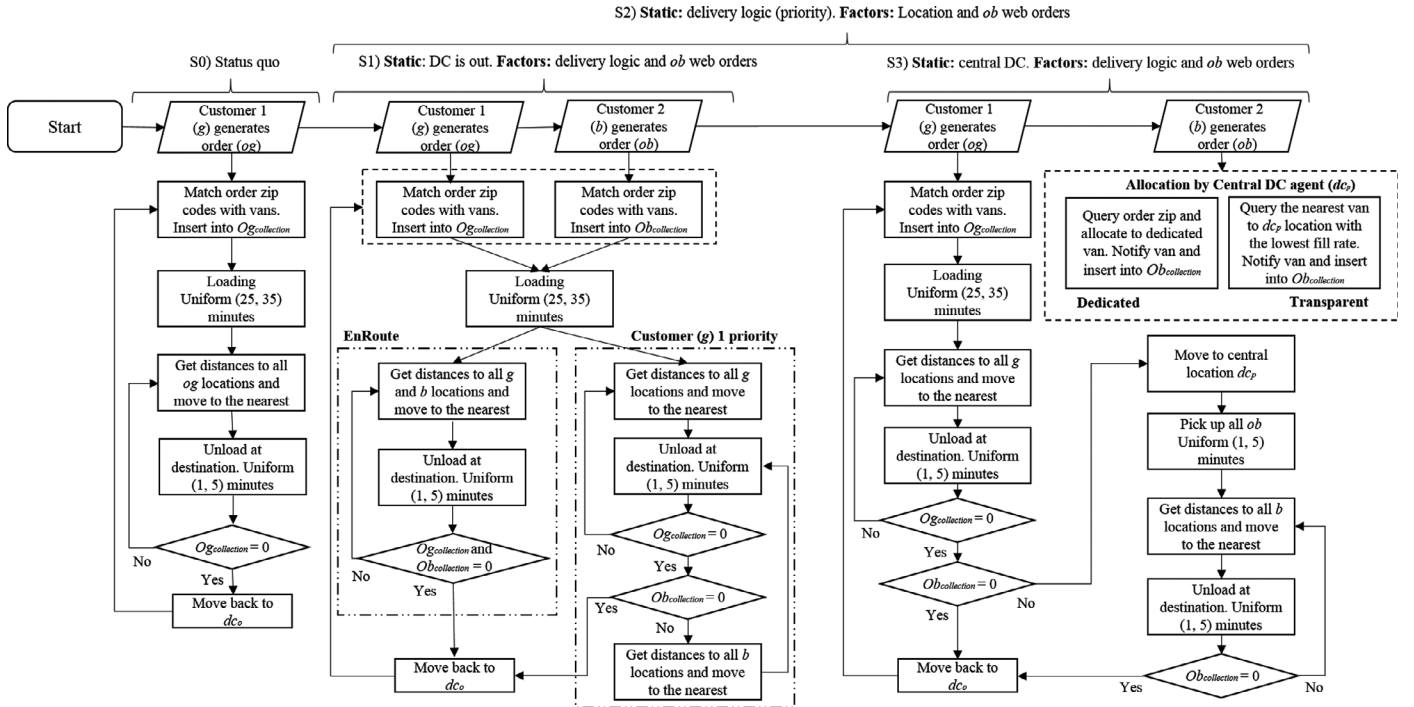 S2) Static: delivery logic (priority). Factors: Location and ob web orders
S0) Status quo
S1) Static: DC is out. Factors: delivery logic and ob web orders
S3) Static: central DC. Factors: delivery logic and ob web orders
Start
Customer 1
(g) generates
order (og)
Match order zip
codes with vans.
Insert into Ogcollection
Loading
Uniform (25, 35)
minutes
Get distances to all
og locations and
move to the nearest
Unload at
destination. Uniform
(1, 5) minutes
Ogcollection = 0
No
Yes
Move back to
dco
Customer 1
(g) generates
order (og)
Customer 2
(b) generates
order (ob)
Match order zip
codes with vans.
Insert into Ogcollection
Match order zip
codes with vans.
Insert into Obcollection
Loading
Uniform (25, 35)
minutes
EnRoute
Get distances to all g
and b locations and
move to the nearest
Unload at
destination. Uniform
(1, 5) minutes
Ogcollection and
Obcollection = 0
No
Yes
Move back to
dco
Customer (g) 1 priority
Get distances to all g
locations and move
to the nearest
Unload at
destination. Uniform
(1, 5) minutes
Ogcollection = 0
No
Yes
Obcollection = 0
Yes
No
Get distances to all b
locations and move
to the nearest
Customer 1
(g) generates
order (og)
Customer 2
(b) generates
order (ob)
Match order zip
codes with vans.
Insert into Ogcollection
Loading
Uniform (25, 35)
minutes
Get distances to all g
locations and move
to the nearest
Unload at
destination. Uniform
(1, 5) minutes
Ogcollection = 0
No
Yes
Obcollection = 0
No
Yes
Move back to
dco
Allocation by Central DC agent (dcp)
Query order zip and
allocate to dedicated
van. Notify van and
insert into Obcollection
Dedicated
Query the nearest van
to dcp location with
the lowest fill rate.
Notify van and insert
into Obcollection
Transparent
Move to central
location dcp
Pick up all ob
Uniform (1, 5)
minutes
Get distances to all b
locations and move
to the nearest
Unload at
destination. Uniform
(1, 5) minutes
Obcollection = 0
Yes
No